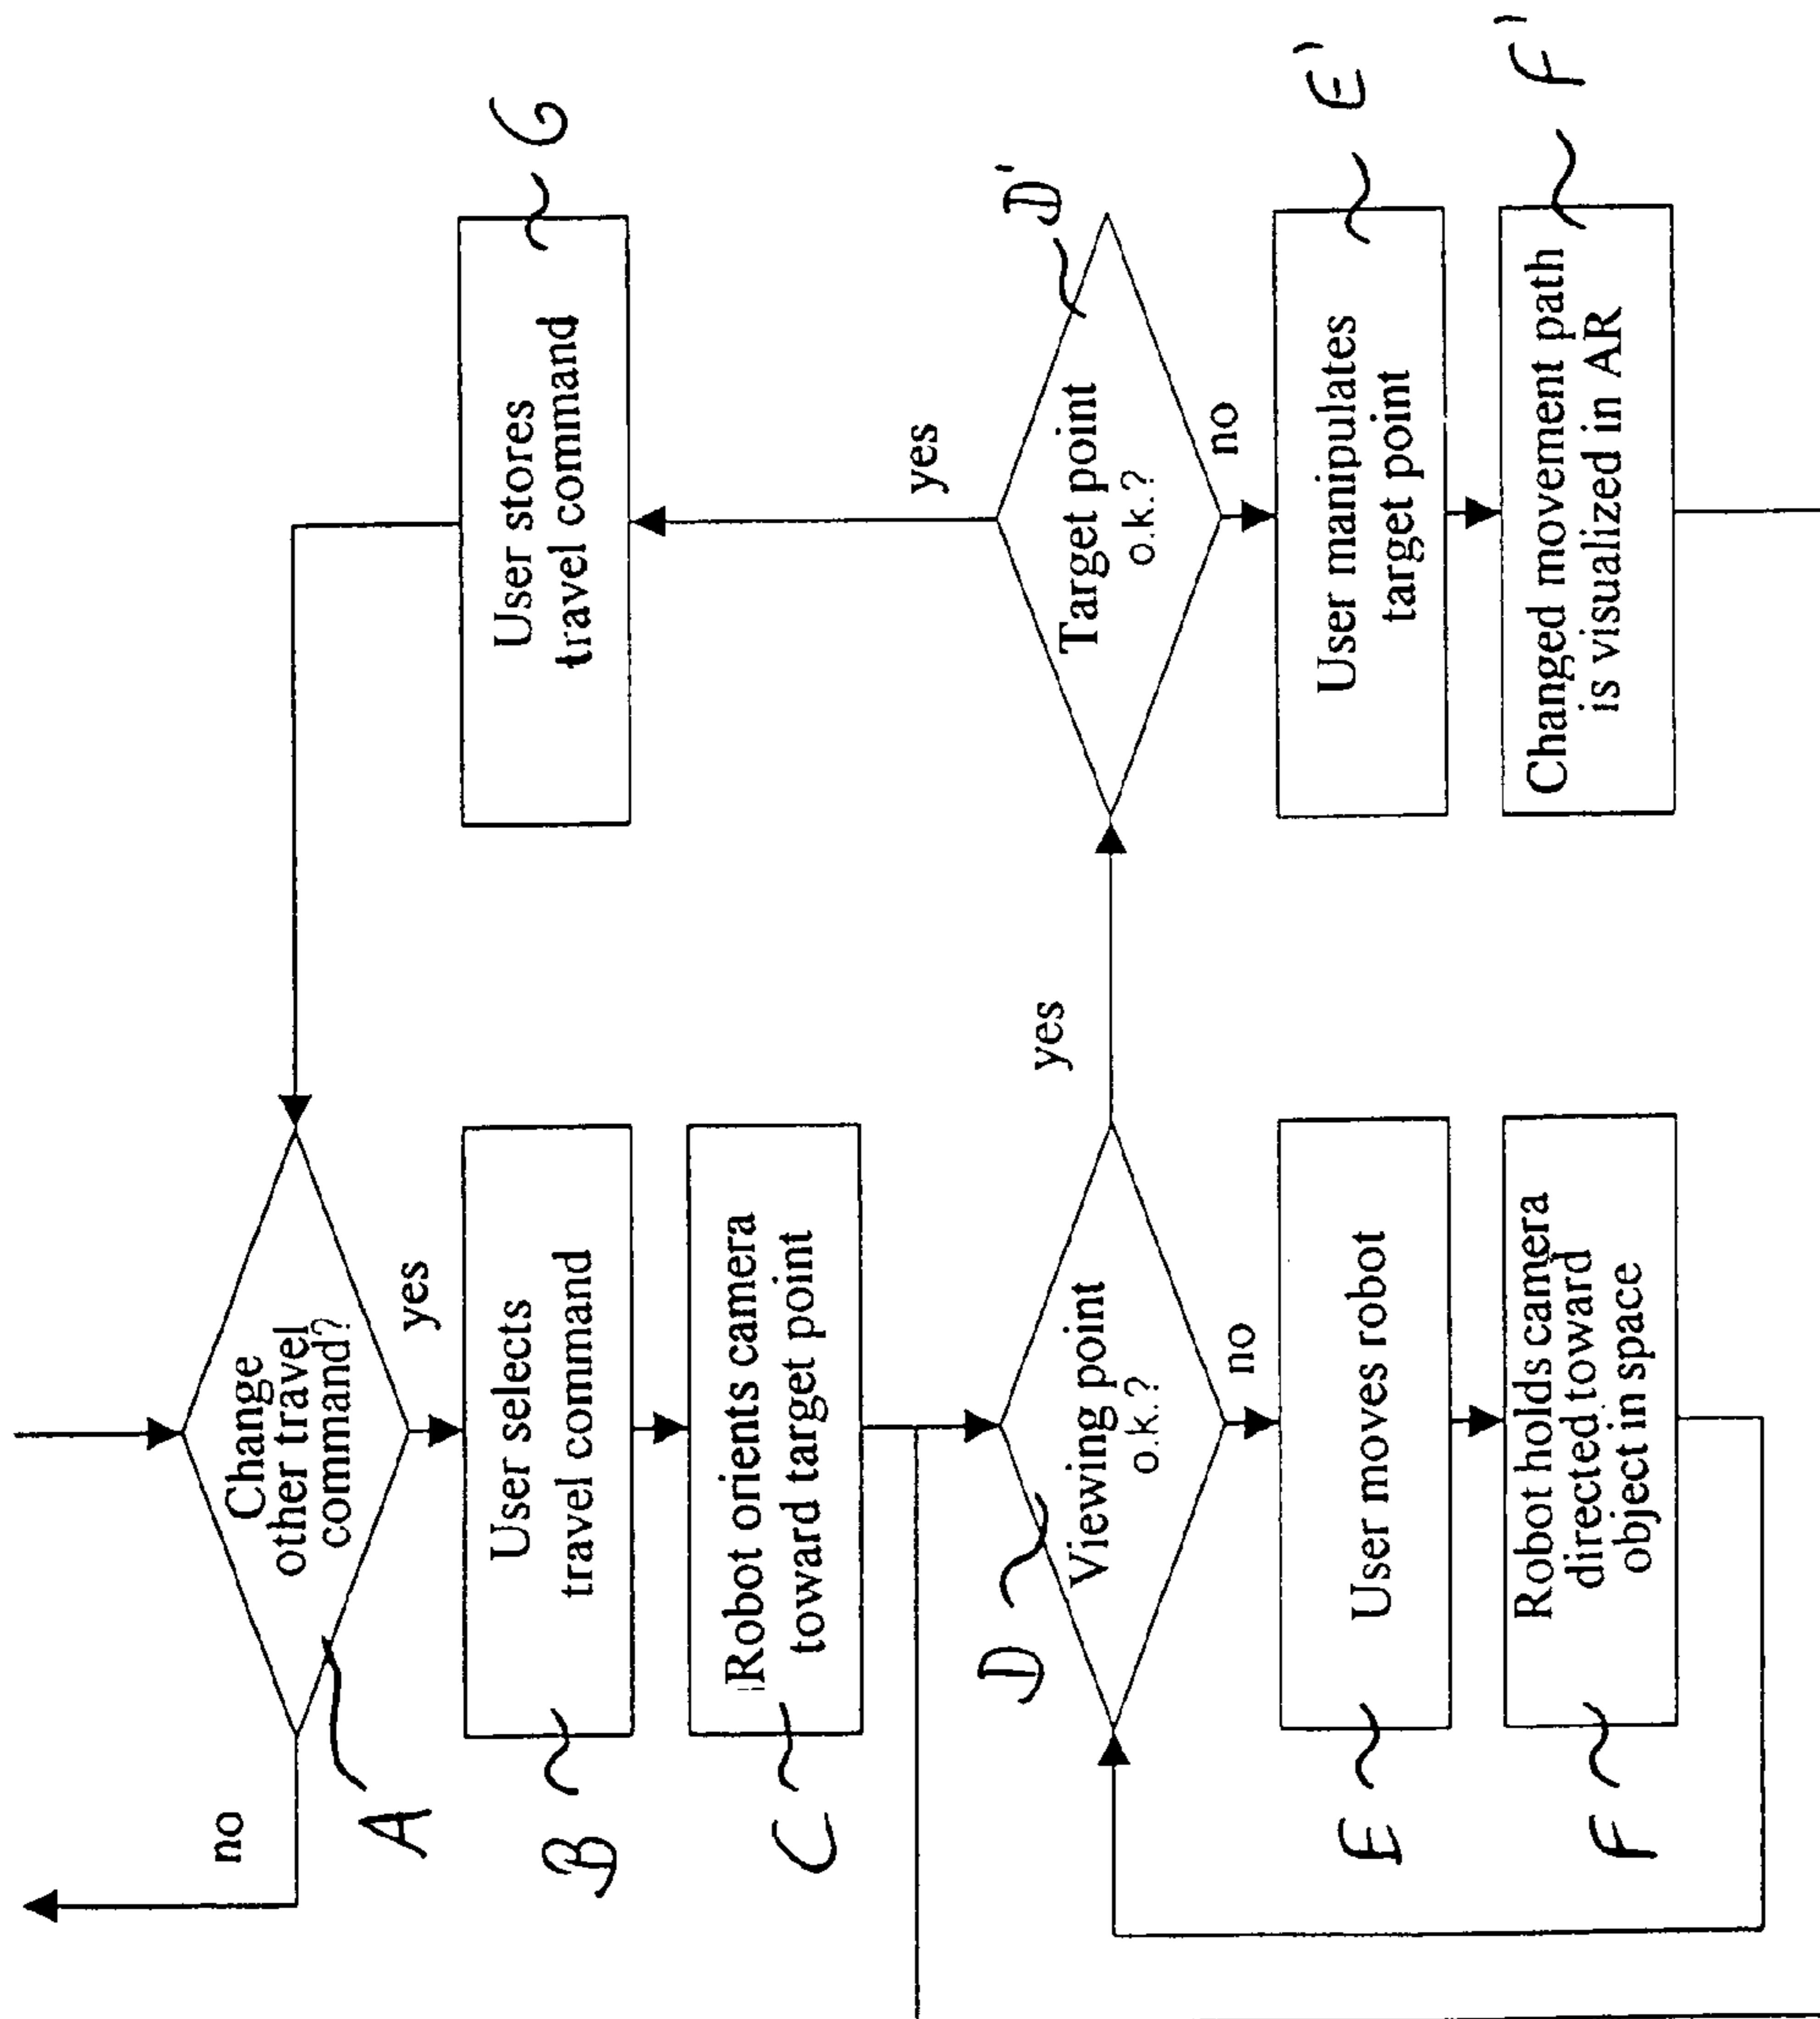 no
A
Change
other travel
command?
yes
B
User selects
travel command
C
Robot orients camera
toward target point
D
Viewing point
o.k.?
yes
no
E
User moves robot
F
Robot holds camera
directed toward
object in space
G
User stores
travel command
yes
D'
Target point
o.k.?
no
E'
User manipulates
target point
F'
Changed movement path
is visualized in AR